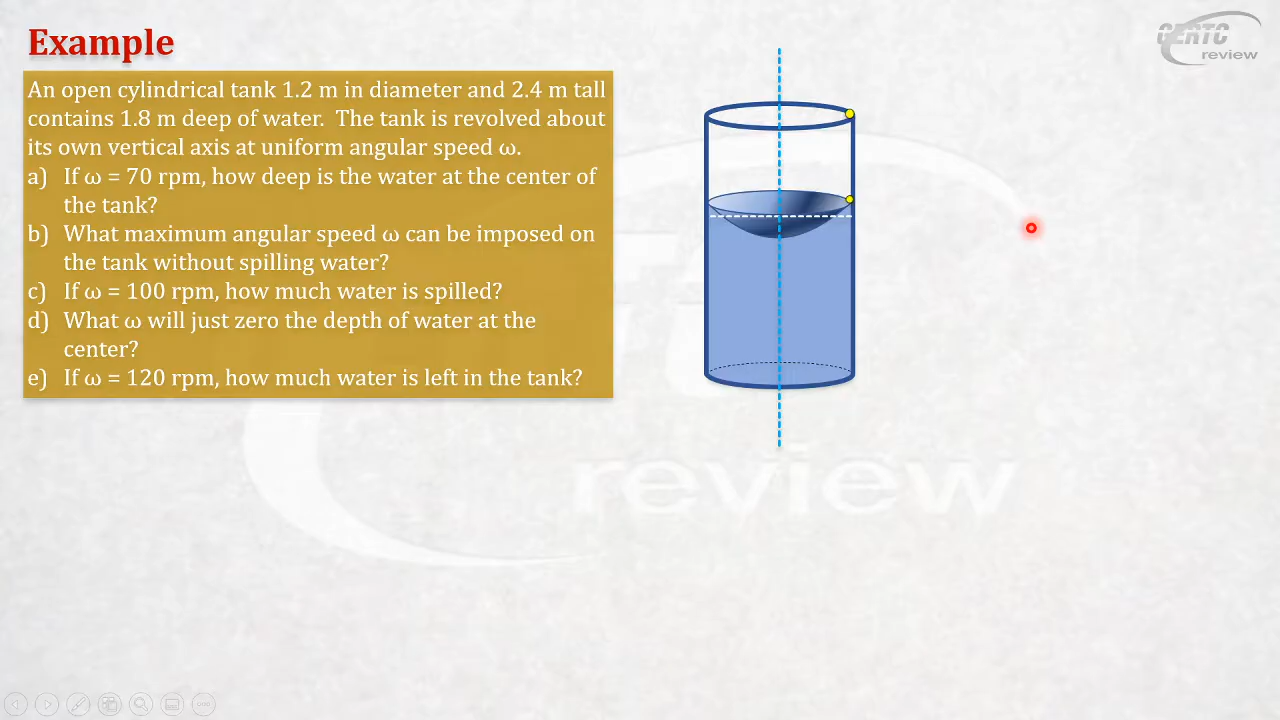 Example
CERTC
review
An open cylindrical tank 1.2 m in diameter and 2.4 m tall
contains 1.8 m deep of water. The tank is revolved about
its own vertical axis at uniform angular speed ω.
a) If ω = 70 rpm, how deep is the water at the center of
the tank?
b) What maximum angular speed ω can be imposed on
the tank without spilling water?
c) If ω = 100 rpm, how much water is spilled?
d) What ω will just zero the depth of water at the
center?
e) If ω = 120 rpm, how much water is left in the tank?
review